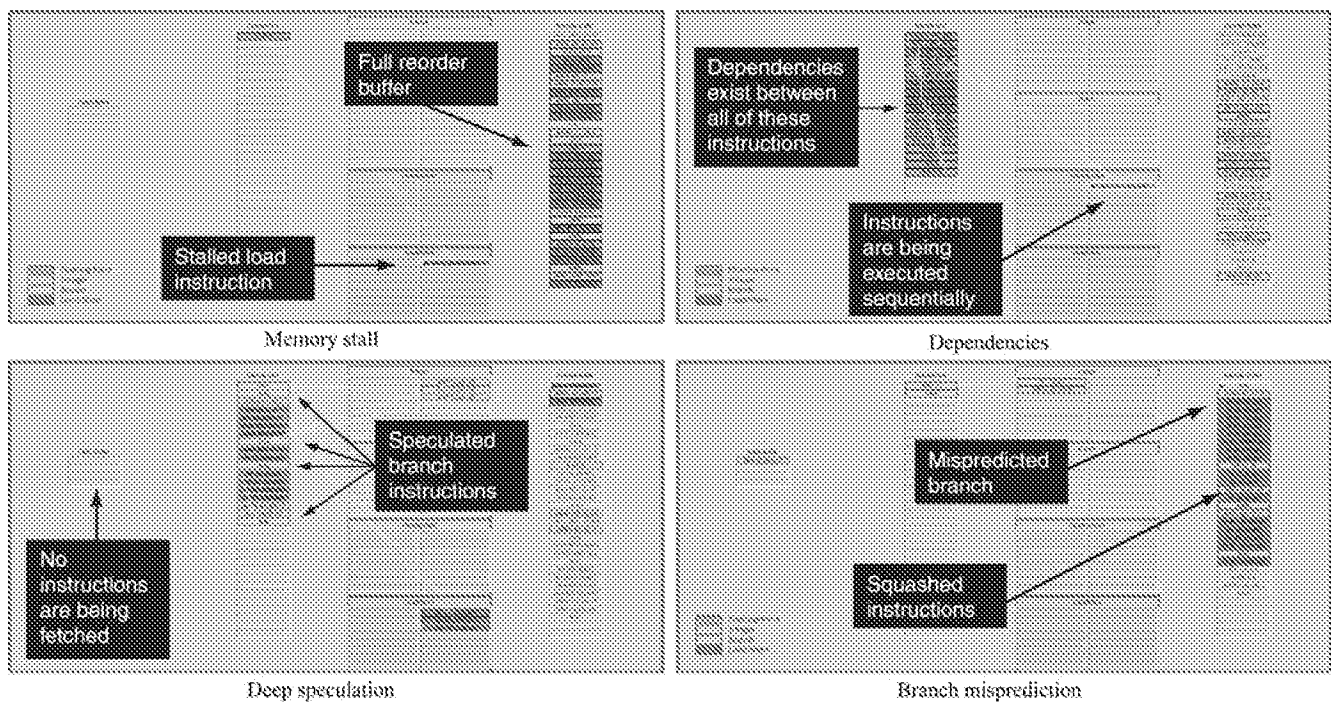 Full reorder
buffer
Stalled load
instruction
Memory stall
Dependencies
exist between
all of these
instructions
Instructions
are being
executed
sequentially
Dependencies
Speculated
branch
instructions
No
instructions
are being
fetched
Deep speculation
Mispredicted
branch
Squashed
instructions
Branch misprediction